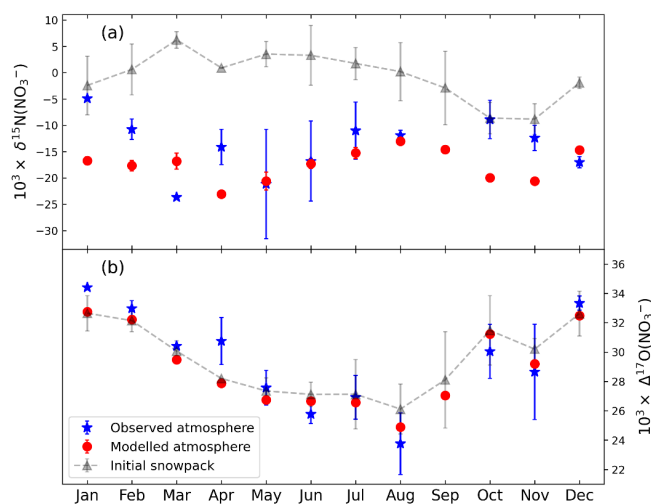 (a)
10
5
0
−5
−10
−15
−20
−25
−30
10³ × δ¹⁵N(NO₃⁻)
(b)
36
34
32
30
28
26
24
22
10³ × Δ¹⁷O(NO₃⁻)
Observed atmosphere
Modelled atmosphere
Initial snowpack
Jan Feb Mar Apr May Jun Jul Aug Sep Oct Nov Dec